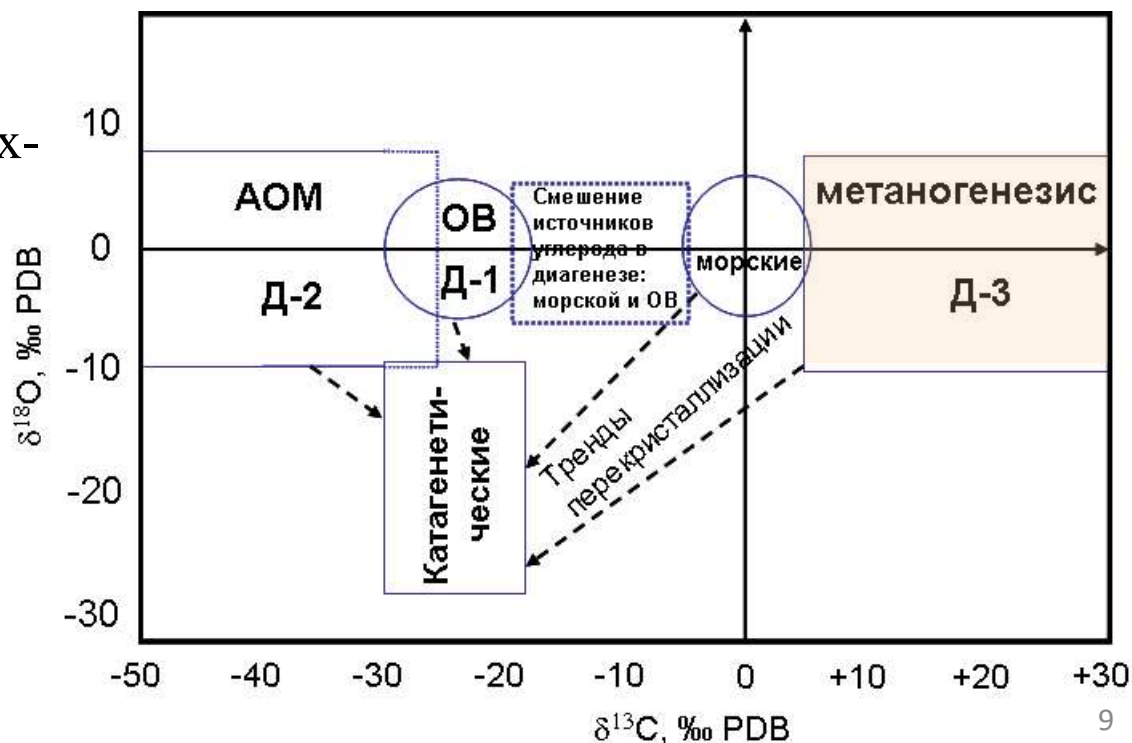 х-
10
0
-10
-20
-30
δ¹⁸O, ‰ PDB
АОМ
Д-2
ОВ
Д-1
Смешение
источников
углерода в
диагенезе:
морской и ОВ
морские
метаногенезис
Д-3
Катагенети-
ческие
Тренды
перекристаллизации
-50 -40 -30 -20 -10 0 +10 +20 +30
δ¹³C, ‰ PDB
9